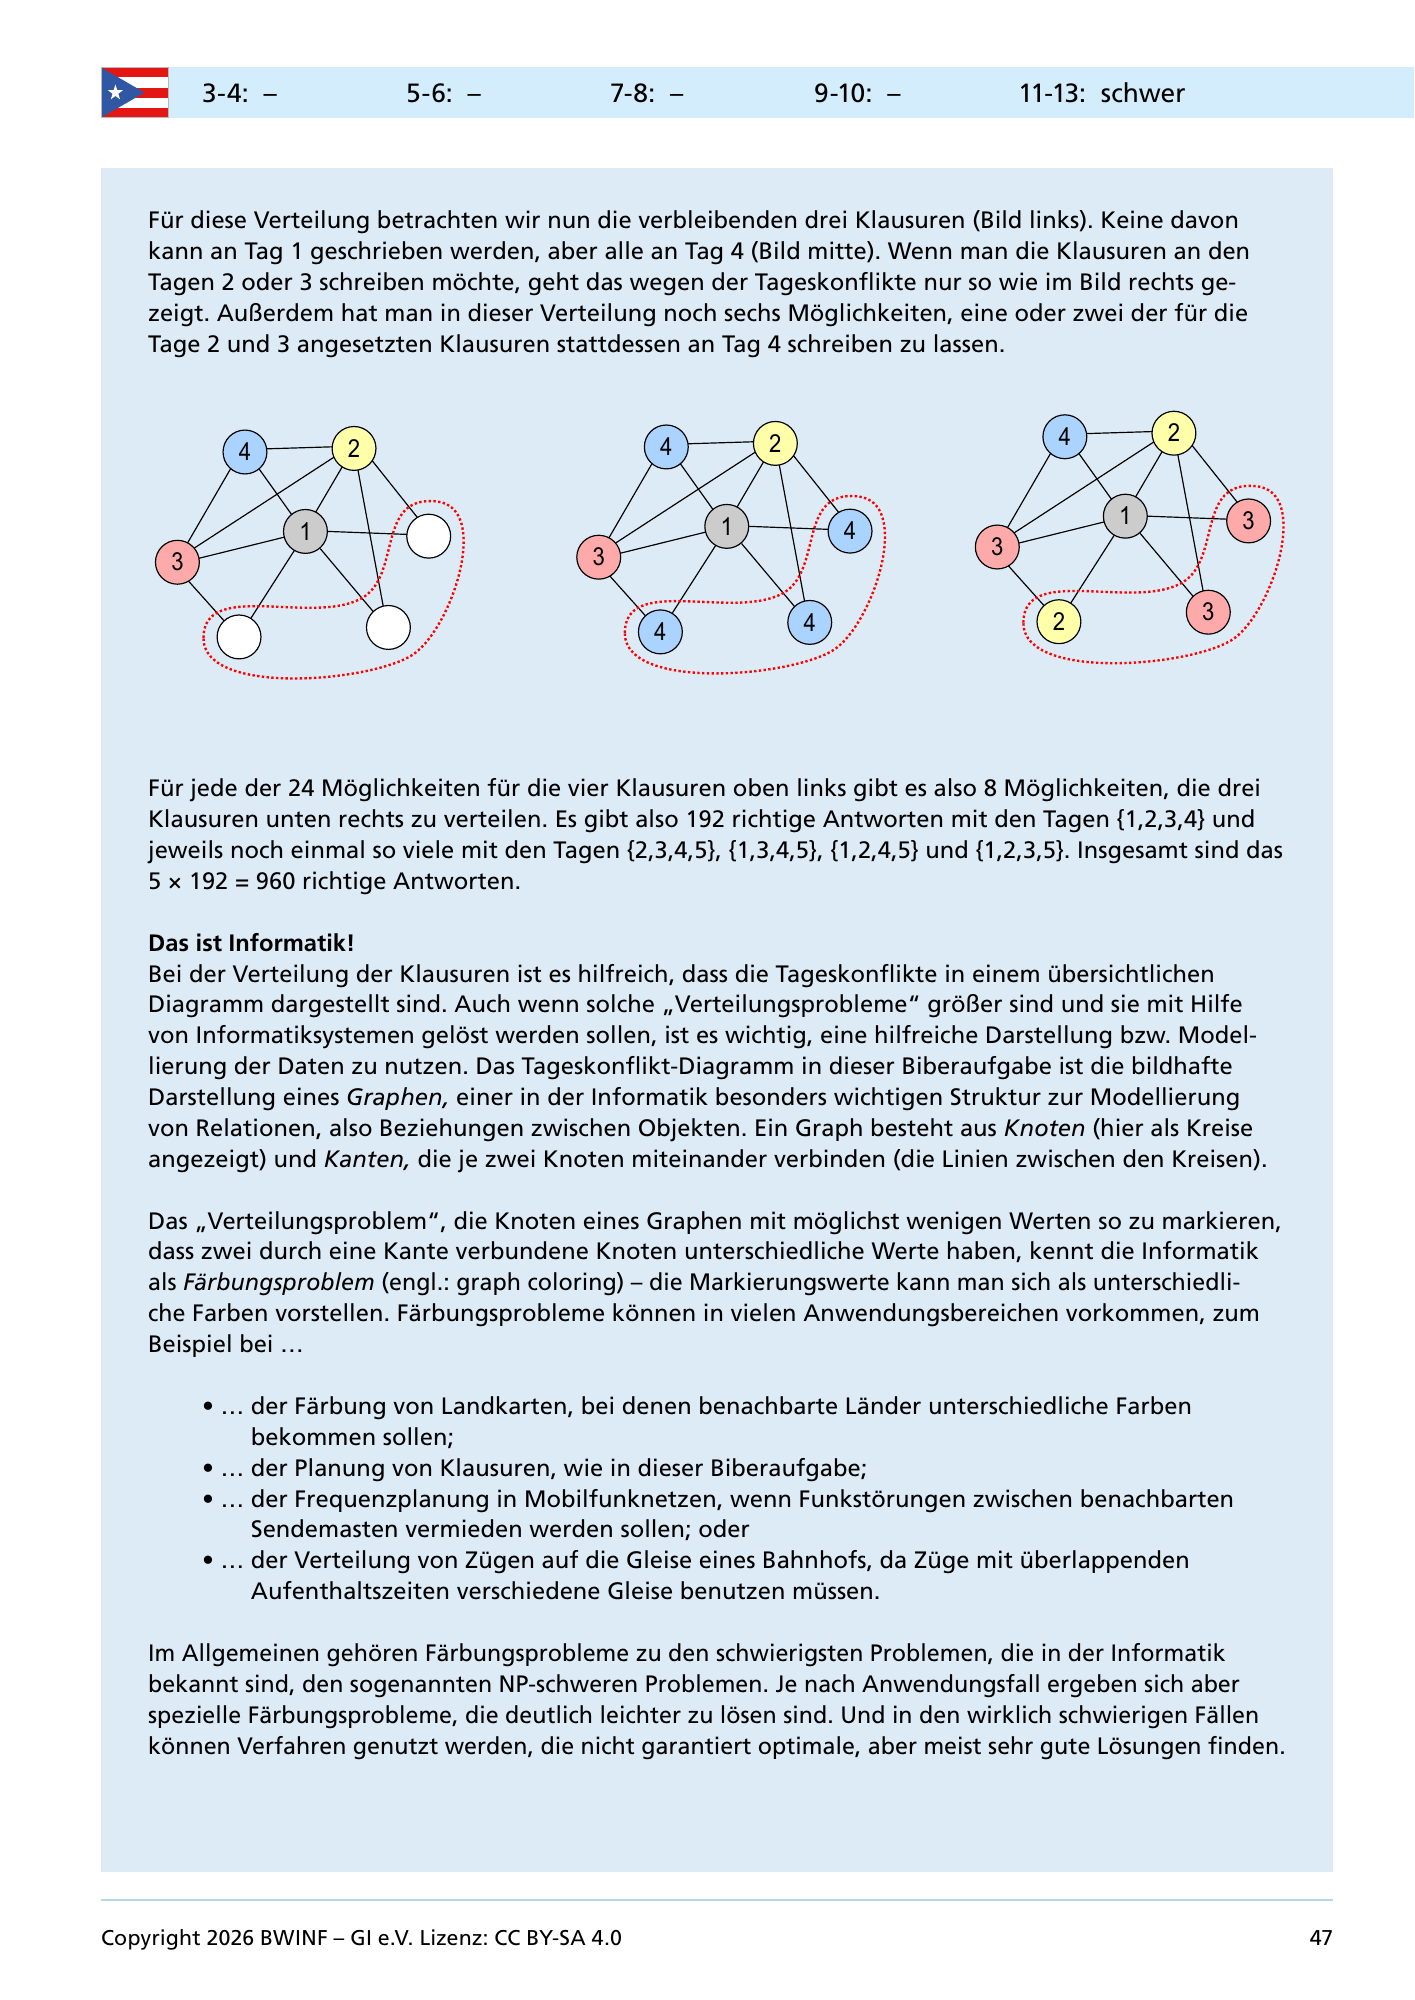 3-4: – 5-6: – 7-8: – 9-10: – 11-13: schwer
Für diese Verteilung betrachten wir nun die verbleibenden drei Klausuren (Bild links). Keine davon
kann an Tag 1 geschrieben werden, aber alle an Tag 4 (Bild mitte). Wenn man die Klausuren an den
Tagen 2 oder 3 schreiben möchte, geht das wegen der Tageskonflikte nur so wie im Bild rechts ge-
zeigt. Außerdem hat man in dieser Verteilung noch sechs Möglichkeiten, eine oder zwei der für die
Tage 2 und 3 angesetzten Klausuren stattdessen an Tag 4 schreiben zu lassen.
4 2
1
3
4 2
1 4
3
4 4
4 2
1 3
3
2 3
Für jede der 24 Möglichkeiten für die vier Klausuren oben links gibt es also 8 Möglichkeiten, die drei
Klausuren unten rechts zu verteilen. Es gibt also 192 richtige Antworten mit den Tagen {1,2,3,4} und
jeweils noch einmal so viele mit den Tagen {2,3,4,5}, {1,3,4,5}, {1,2,4,5} und {1,2,3,5}. Insgesamt sind das
5 × 192 = 960 richtige Antworten.
Das ist Informatik!
Bei der Verteilung der Klausuren ist es hilfreich, dass die Tageskonflikte in einem übersichtlichen
Diagramm dargestellt sind. Auch wenn solche „Verteilungsprobleme“ größer sind und sie mit Hilfe
von Informatiksystemen gelöst werden sollen, ist es wichtig, eine hilfreiche Darstellung bzw. Model-
lierung der Daten zu nutzen. Das Tageskonflikt-Diagramm in dieser Biberaufgabe ist die bildhafte
Darstellung eines Graphen, einer in der Informatik besonders wichtigen Struktur zur Modellierung
von Relationen, also Beziehungen zwischen Objekten. Ein Graph besteht aus Knoten (hier als Kreise
angezeigt) und Kanten, die je zwei Knoten miteinander verbinden (die Linien zwischen den Kreisen).
Das „Verteilungsproblem“, die Knoten eines Graphen mit möglichst wenigen Werten so zu markieren,
dass zwei durch eine Kante verbundene Knoten unterschiedliche Werte haben, kennt die Informatik
als Färbungsproblem (engl.: graph coloring) – die Markierungswerte kann man sich als unterschiedli-
che Farben vorstellen. Färbungsprobleme können in vielen Anwendungsbereichen vorkommen, zum
Beispiel bei …
• … der Färbung von Landkarten, bei denen benachbarte Länder unterschiedliche Farben
bekommen sollen;
• … der Planung von Klausuren, wie in dieser Biberaufgabe;
• … der Frequenzplanung in Mobilfunknetzen, wenn Funkstörungen zwischen benachbarten
Sendemasten vermieden werden sollen; oder
• … der Verteilung von Zügen auf die Gleise eines Bahnhofs, da Züge mit überlappenden
Aufenthaltszeiten verschiedene Gleise benutzen müssen.
Im Allgemeinen gehören Färbungsprobleme zu den schwierigsten Problemen, die in der Informatik
bekannt sind, den sogenannten NP-schweren Problemen. Je nach Anwendungsfall ergeben sich aber
spezielle Färbungsprobleme, die deutlich leichter zu lösen sind. Und in den wirklich schwierigen Fällen
können Verfahren genutzt werden, die nicht garantiert optimale, aber meist sehr gute Lösungen finden.
Copyright 2026 BWINF – GI e.V. Lizenz: CC BY-SA 4.0 47